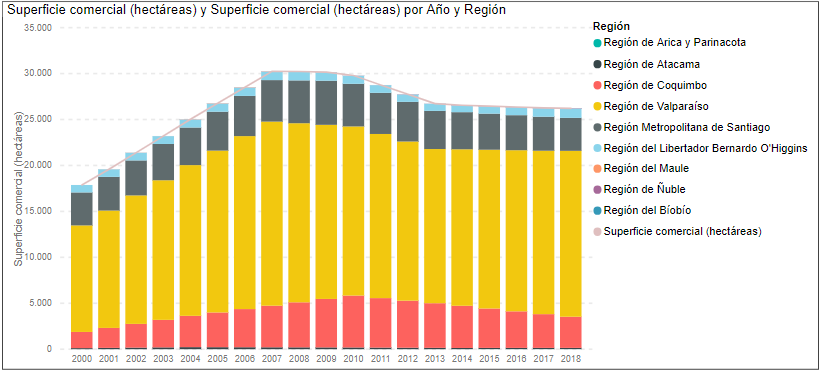 Superficie comercial (hectáreas) y Superficie comercial (hectáreas) por Año y Región
Superficie comercial (hectáreas)
35.000
30.000
25.000
20.000
15.000
10.000
5.000
0
2000 2001 2002 2003 2004 2005 2006 2007 2008 2009 2010 2011 2012 2013 2014 2015 2016 2017 2018
Región
Región de Arica y Parinacota
Región de Atacama
Región de Coquimbo
Región de Valparaíso
Región Metropolitana de Santiago
Región del Libertador Bernardo O'Higgins
Región del Maule
Región de Ñuble
Región del Bíobío
Superficie comercial (hectáreas)